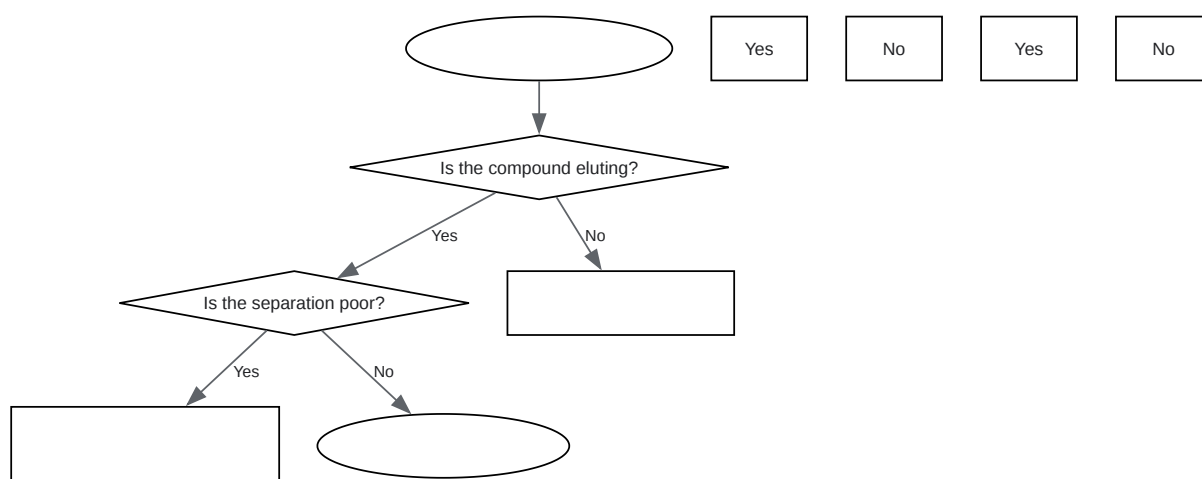 Yes
No
Yes
No
Is the compound eluting?
Yes
No
Is the separation poor?
Yes
No